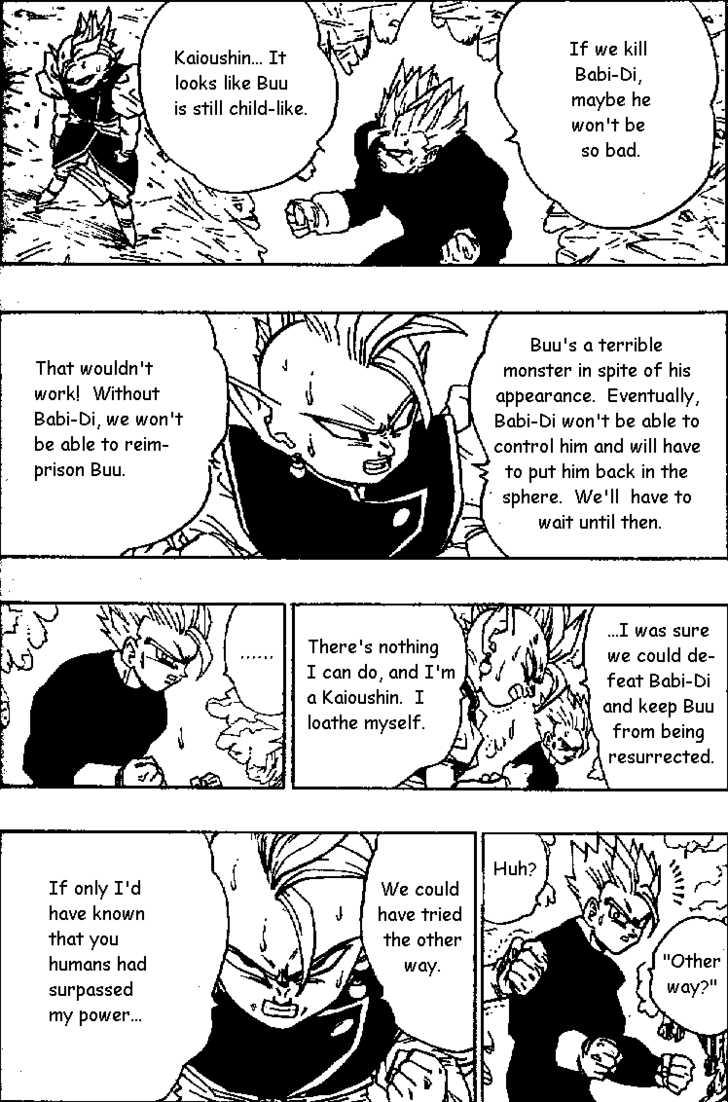 Kaioushin... It
looks like Buu
is still child-like.
If we kill
Babi-Di,
maybe he
won't be
so bad.
That wouldn't
work! Without
Babi-Di, we won't
be able to reim-
prison Buu.
Buu's a terrible
monster in spite of his
appearance. Eventually,
Babi-Di won't be able to
control him and will have
to put him back in the
sphere. We'll have to
wait until then.
......
There's nothing
I can do, and I'm
a Kaioushin. I
loathe myself.
...I was sure
we could de-
feat Babi-Di
and keep Buu
from being
resurrected.
If only I'd
have known
that you
humans had
surpassed
my power...
We could
have tried
the other
way.
Huh?
"Other
way?"